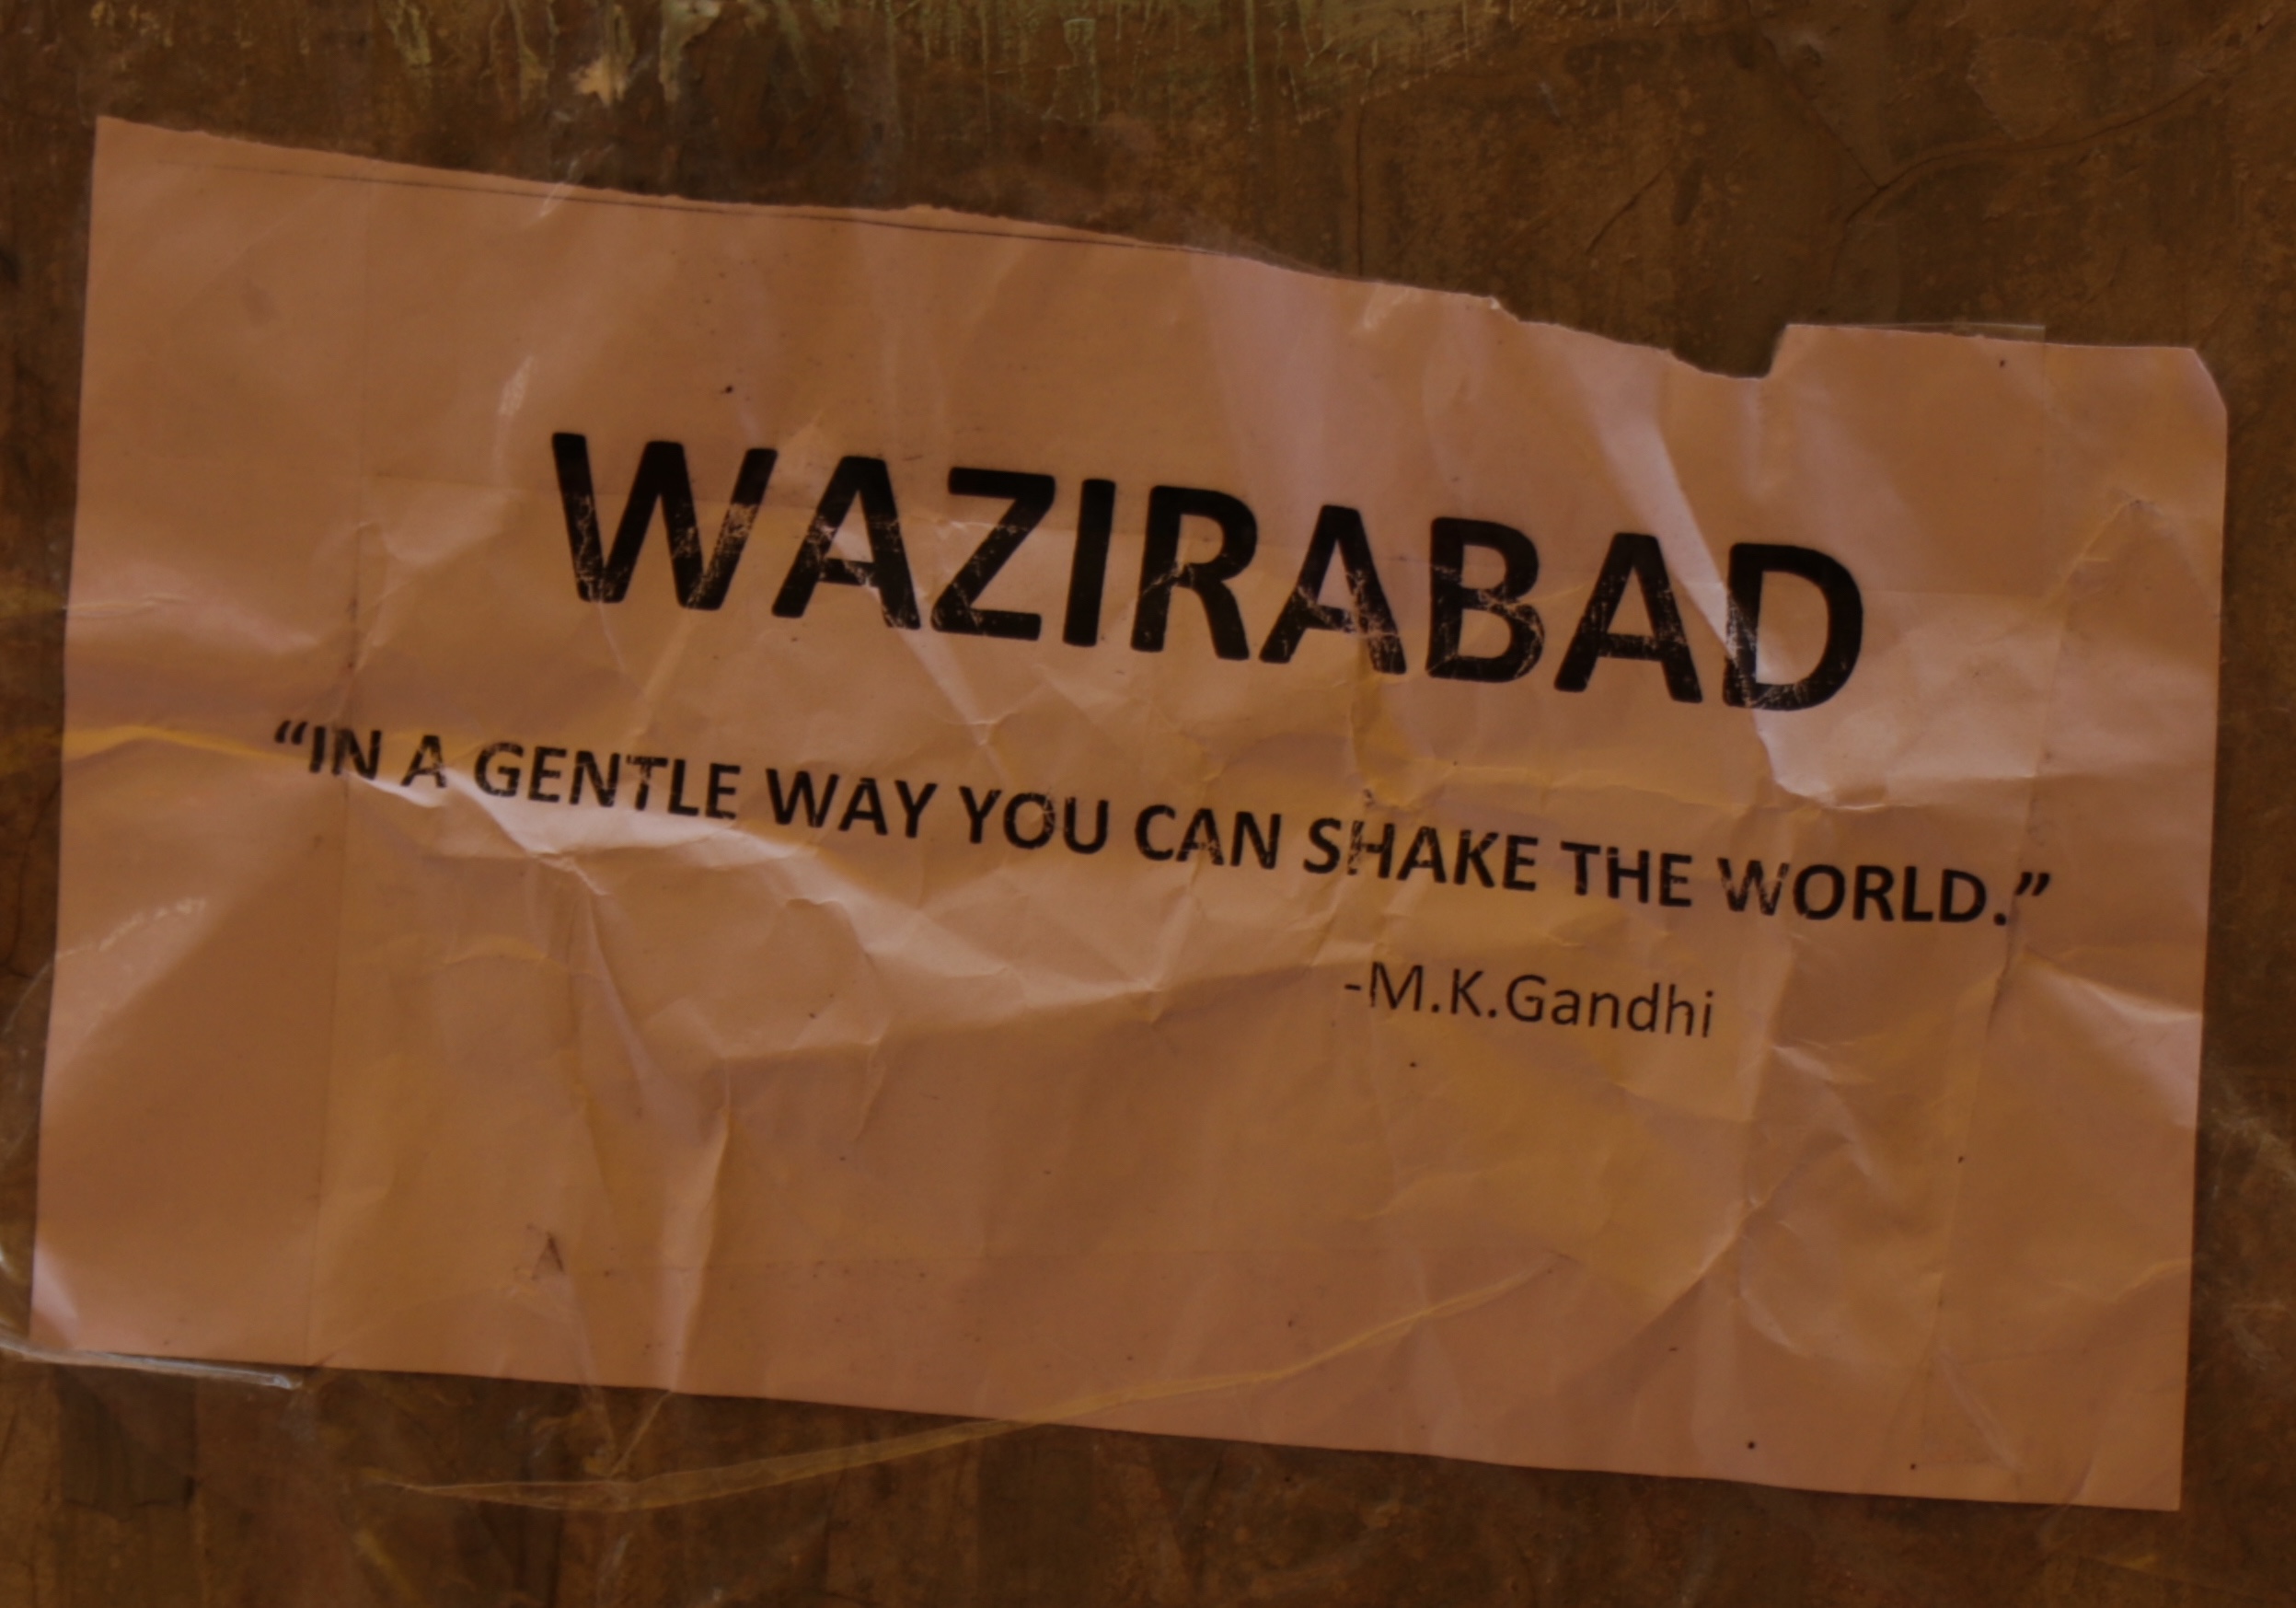 WAZIRABAD
“IN A GENTLE WAY YOU CAN SHAKE THE WORLD.”
-M.K.Gandhi